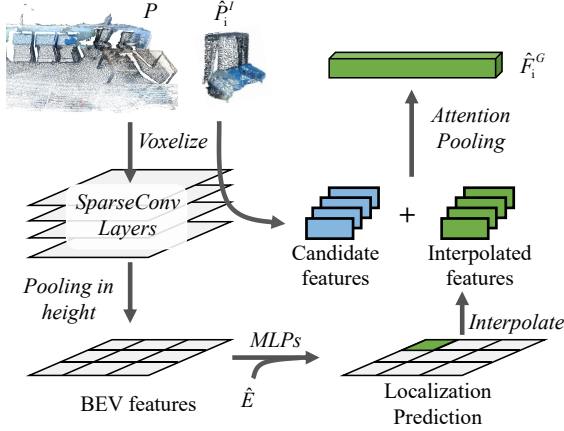 P
P̂ᵢᴵ
F̂ᵢᴳ
Voxelize
Attention
Pooling
SparseConv
Layers
+
Candidate
features
Interpolated
features
Pooling in
height
MLPs
Interpolate
Ê
BEV features
Localization
Prediction